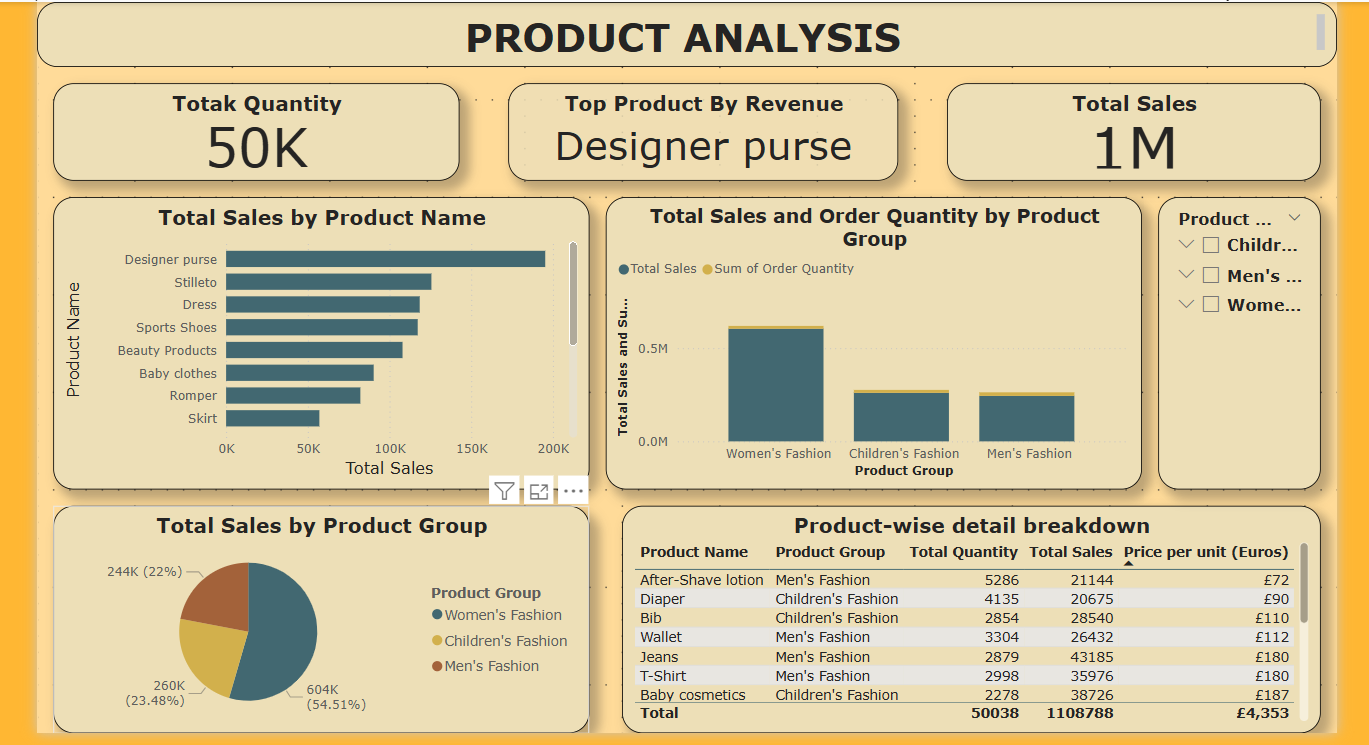 PRODUCT ANALYSIS
Totak Quantity
50K
Top Product By Revenue
Designer purse
Total Sales
1M
Total Sales by Product Name
Product Name
Designer purse
Stilleto
Dress
Sports Shoes
Beauty Products
Baby clothes
Romper
Skirt
0K 50K 100K 150K 200K
Total Sales
Total Sales and Order Quantity by Product
Group
Total Sales Sum of Order Quantity
Total Sales and Su...
0.5M
0.0M
Women's Fashion Children's Fashion Men's Fashion
Product Group
Product ...
Childr...
Men's ...
Wome...
Total Sales by Product Group
244K (22%)
260K
(23.48%)
604K
(54.51%)
Product Group
Women's Fashion
Children's Fashion
Men's Fashion
Product-wise detail breakdown
Product Name Product Group Total Quantity Total Sales Price per unit (Euros)
After-Shave lotion Men's Fashion 5286 21144 £72
Diaper Children's Fashion 4135 20675 £90
Bib Children's Fashion 2854 28540 £110
Wallet Men's Fashion 3304 26432 £112
Jeans Men's Fashion 2879 43185 £180
T-Shirt Men's Fashion 2998 35976 £180
Baby cosmetics Children's Fashion 2278 38726 £187
Total 50038 1108788 £4,353